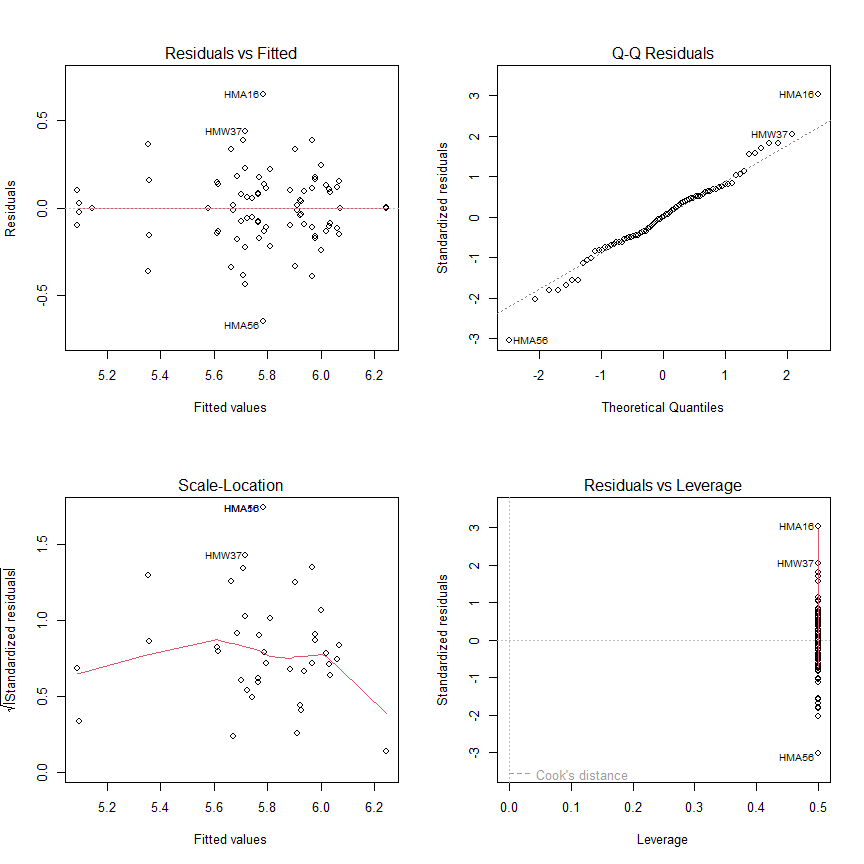 Residuals vs Fitted
Residuals
0.5
0.0
-0.5
HMA16
HMW37
HMA56
5.2 5.4 5.6 5.8 6.0 6.2
Fitted values
Q-Q Residuals
Standardized residuals
3
2
1
0
-1
-2
-3
HMA16
HMW37
HMA56
-2 -1 0 1 2
Theoretical Quantiles
Scale-Location
√|Standardized residuals|
1.5
1.0
0.5
0.0
HMW37
5.2 5.4 5.6 5.8 6.0 6.2
Fitted values
Residuals vs Leverage
Standardized residuals
3
2
1
0
-1
-2
-3
HMA16
HMW37
HMA56
Cook's distance
0.0 0.1 0.2 0.3 0.4 0.5
Leverage